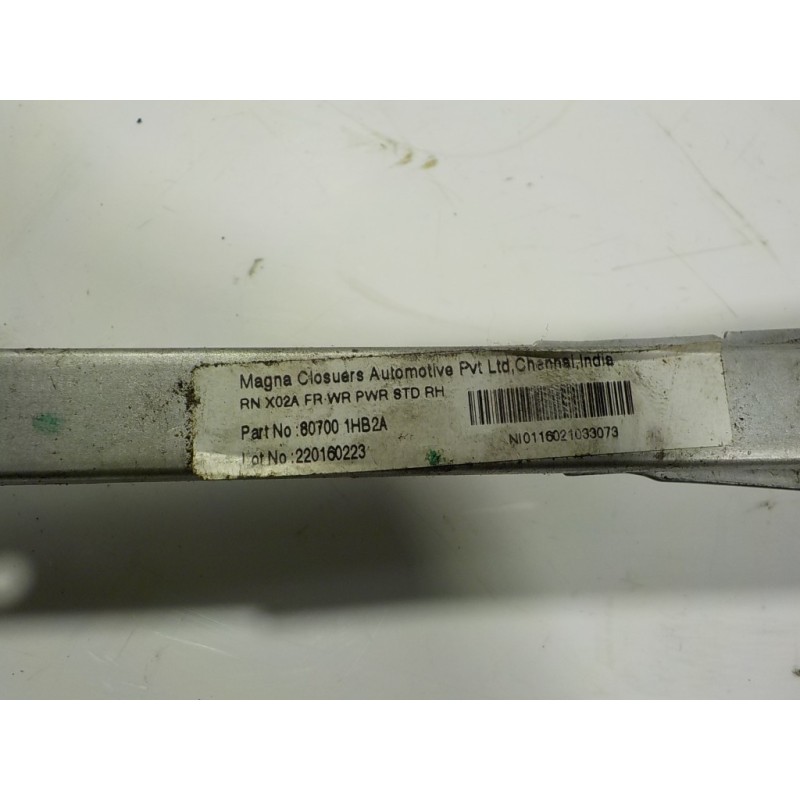 Magna Closuers Automotive Pvt Ltd,Chennai,India
RN X02A FR WR PWR STD RH
Part No :80700 1HB2A
NI0116021033073
Lot No :220160223